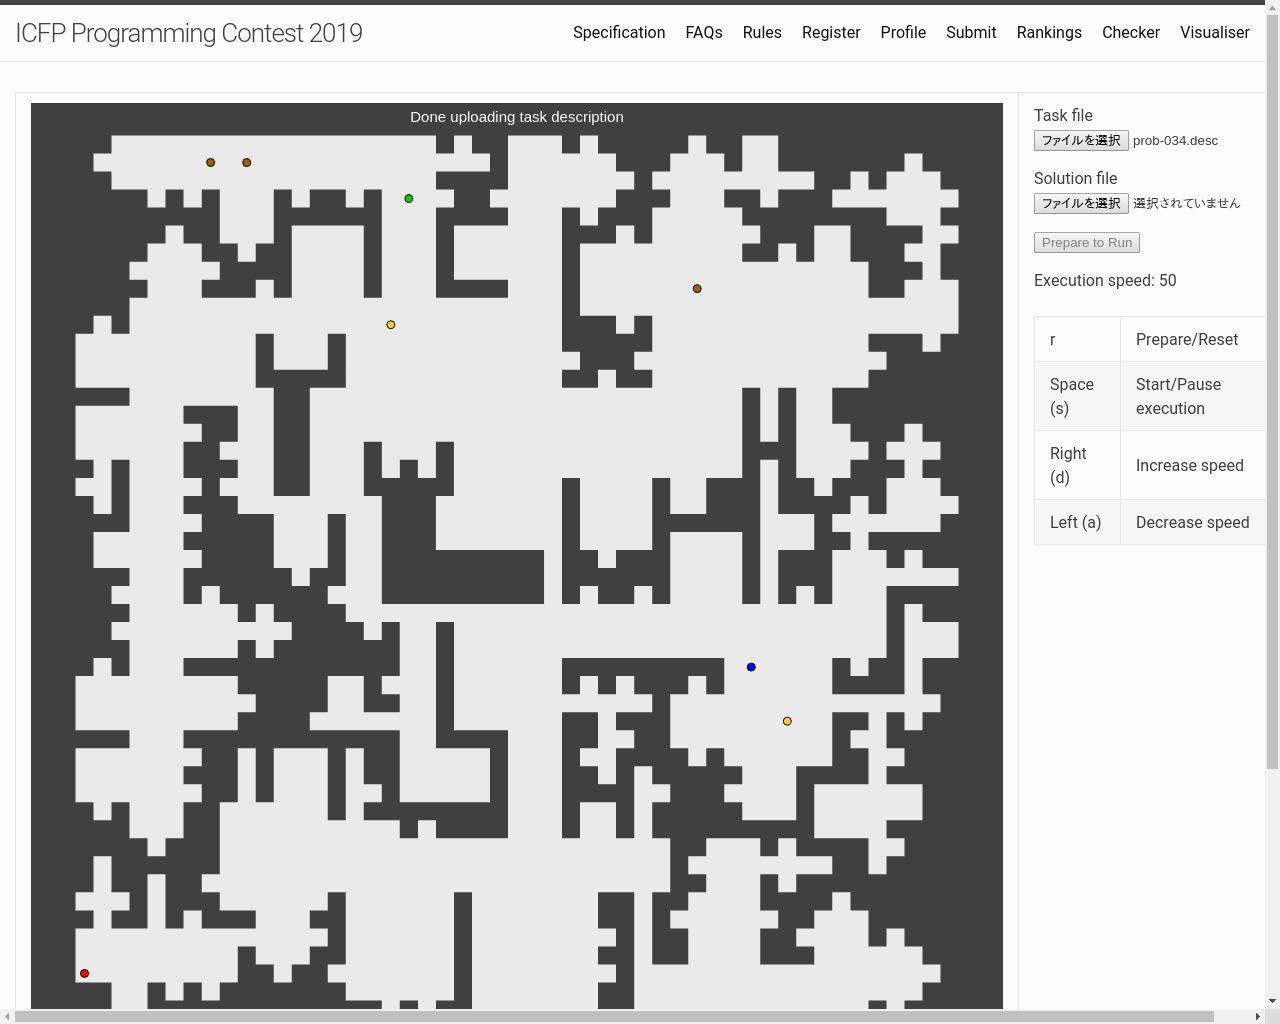 ICFP Programming Contest 2019
Specification FAQs Rules Register Profile Submit Rankings Checker Visualiser
Done uploading task description
Task file
ファイルを選択 prob-034.desc
Solution file
ファイルを選択 選択されていません
Prepare to Run
Execution speed: 50
r Prepare/Reset
Space (s) Start/Pause execution
Right (d) Increase speed
Left (a) Decrease speed